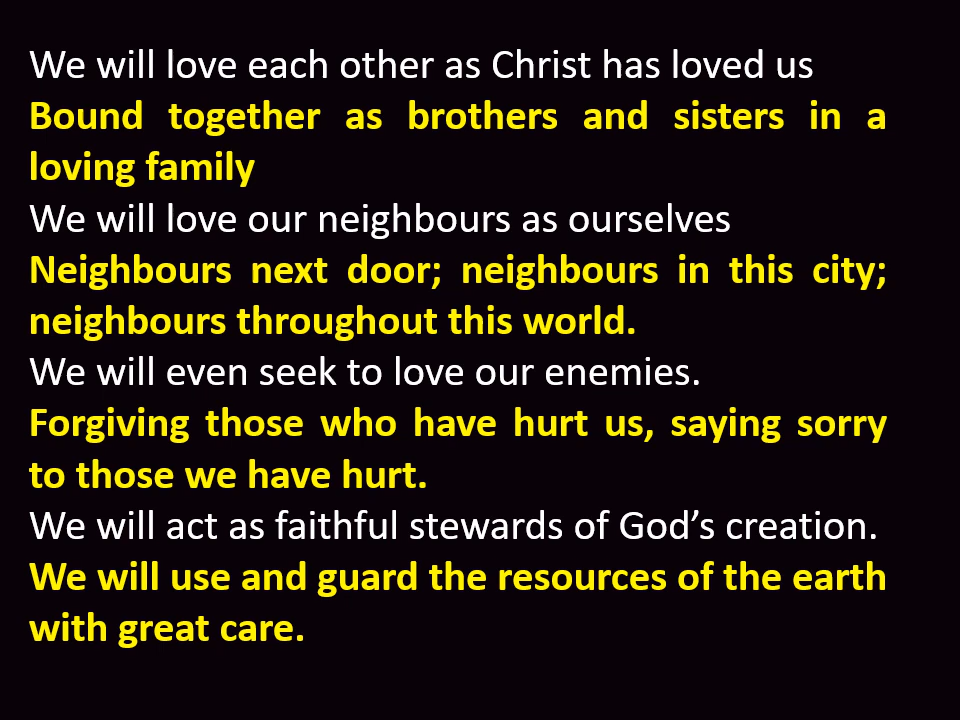 We will love each other as Christ has loved us
Bound together as brothers and sisters in a
loving family
We will love our neighbours as ourselves
Neighbours next door; neighbours in this city;
neighbours throughout this world.
We will even seek to love our enemies.
Forgiving those who have hurt us, saying sorry
to those we have hurt.
We will act as faithful stewards of God’s creation.
We will use and guard the resources of the earth
with great care.